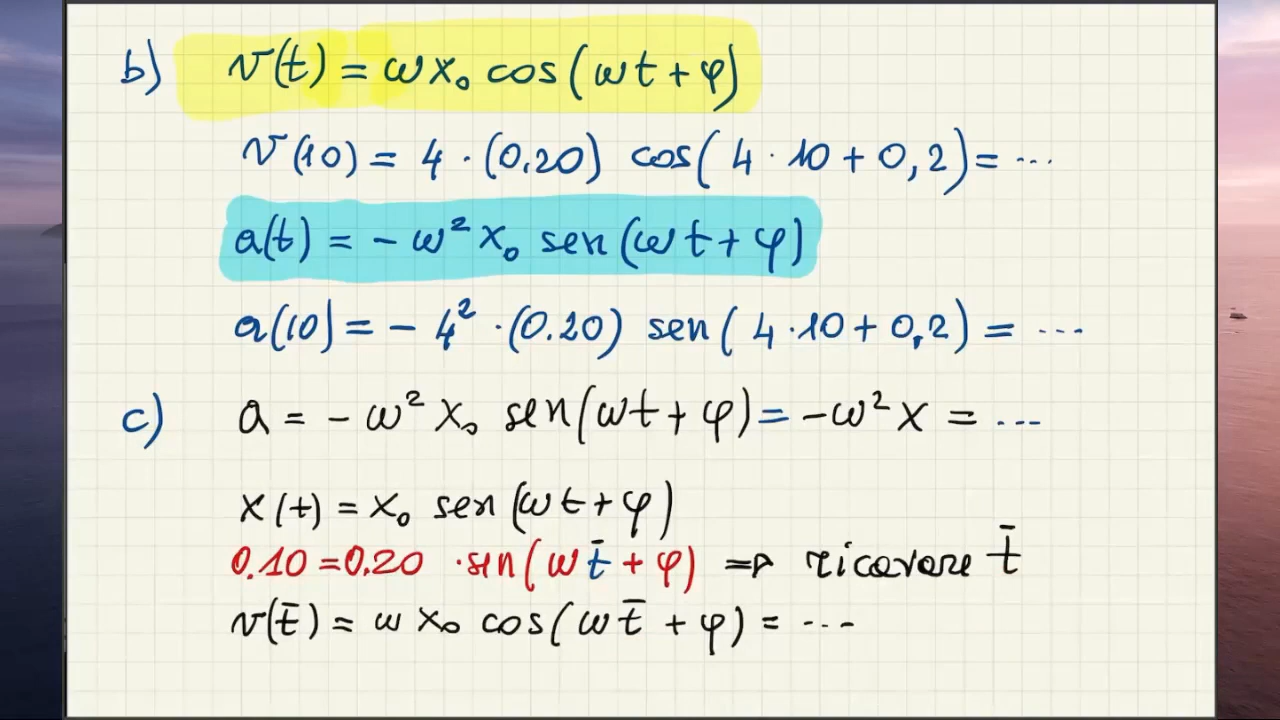 b) v(t) = ωx₀ cos(ωt+φ)
v(10) = 4 · (0.20) cos(4 · 10 + 0,2) = ...
a(t) = - ω² x₀ sen(ωt+φ)
a(10) = - 4² · (0.20) sen(4·10+0,2) = ...
c) a = - ω² x₀ sen(ωt+φ) = -ω² x = ...
x(t) = x₀ sen(ωt+φ)
0.10 = 0.20 · sen(ω t̄ + φ) ⇒ ricavare t̄
v(t̄) = ω x₀ cos(ω t̄ + φ) = ...